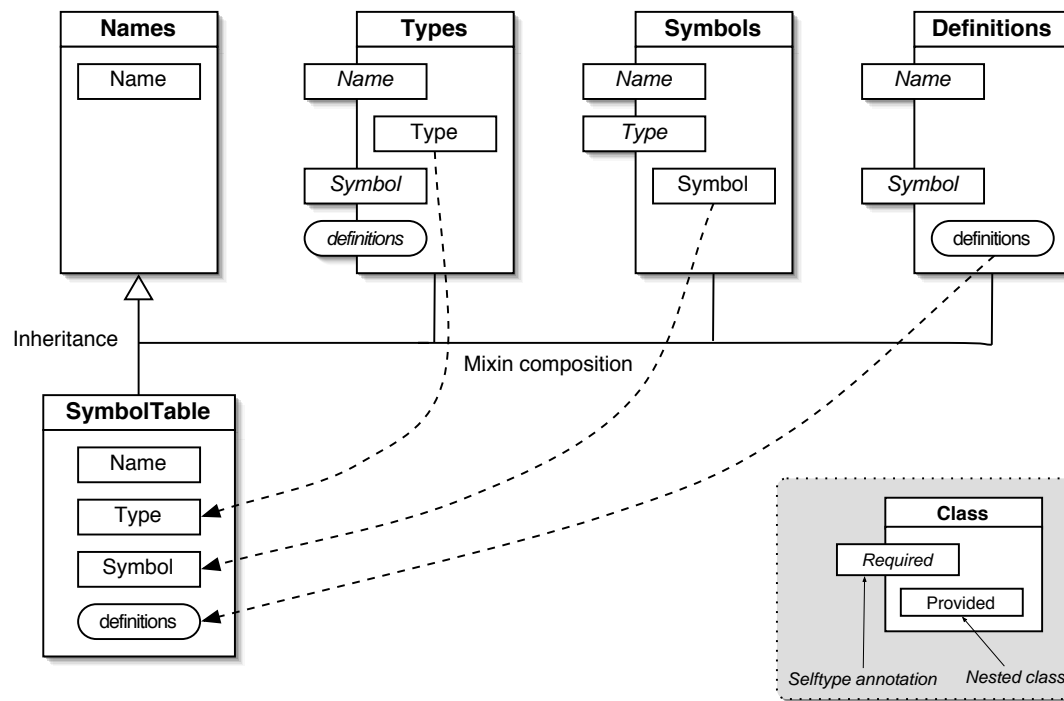 Names
Types
Symbols
Definitions
Name
Name
Name
Name
Type
Type
Symbol
Symbol
Symbol
definitions
definitions
Inheritance
Mixin composition
SymbolTable
Name
Type
Symbol
definitions
Class
Required
Provided
Selftype annotation
Nested class